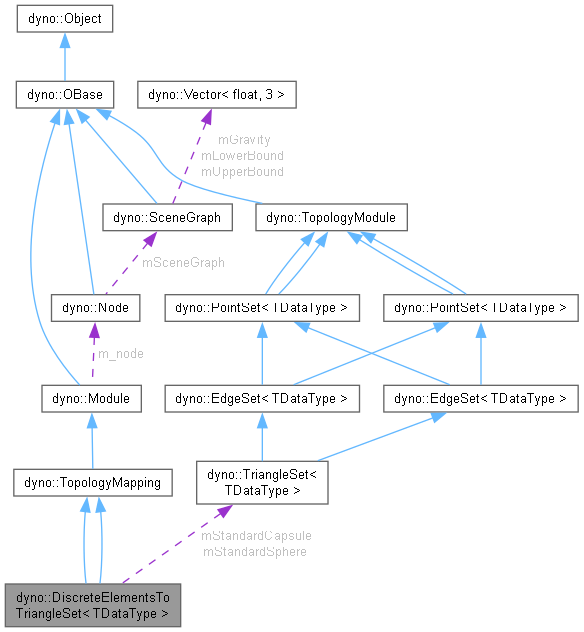 dyno::Object
dyno::OBase
dyno::Vector< float, 3 >
mGravity
mLowerBound
mUpperBound
dyno::SceneGraph
dyno::TopologyModule
mSceneGraph
dyno::Node
dyno::PointSet< TDataType >
dyno::PointSet< TDataType >
m_node
dyno::Module
dyno::EdgeSet< TDataType >
dyno::EdgeSet< TDataType >
dyno::TopologyMapping
dyno::TriangleSet<
TDataType >
mStandardCapsule
mStandardSphere
dyno::DiscreteElementsTo
TriangleSet< TDataType >